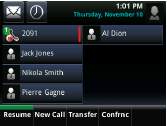 1:01 PM
Thursday, November 10
2091
Al Dion
Jack Jones
Nikola Smith
Pierre Gagne
Resume New Call Transfer Confrnc